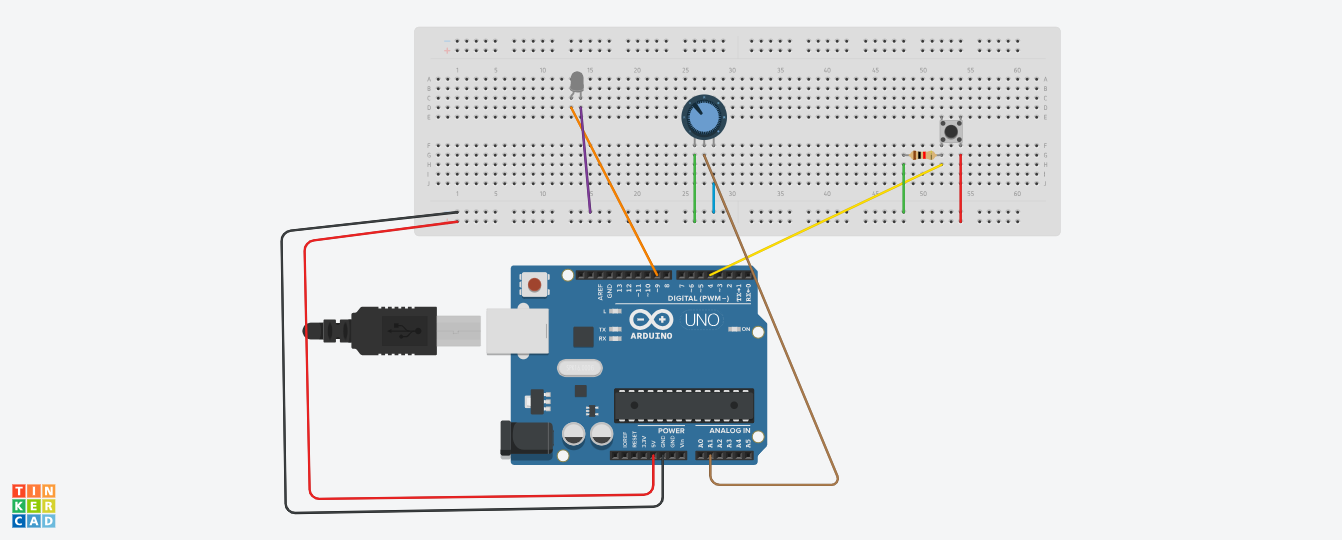 1 5 10 15 20 25 30 35 40 45 50 55 60
A A
B B
C C
D D
E E
F F
G G
H H
I I
J J
1 5 10 15 20 25 30 35 40 45 50 55 60
AREF GND 13 12 ~11 ~10 ~9 8 7 ~6 ~5 4 ~3 2 TX→1 RX←0
DIGITAL (PWM~)
L
UNO
TX
RX
ON
ARDUINO
POWER ANALOG IN
IOREF RESET 3.3V 5V GND GND Vin A0 A1 A2 A3 A4 A5
TIN
KER
CAD